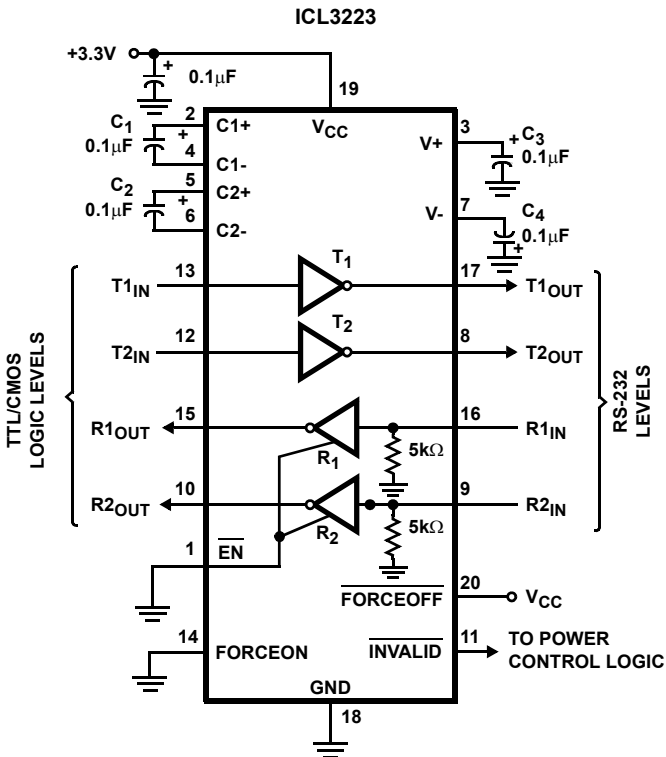 ICL3223
+3.3V
+
0.1µF
19
2
C1+
VCC
3
V+
+
C3
0.1µF
C1
0.1µF
+
4
C1-
5
C2+
C2
0.1µF
+
6
C2-
7
V-
C4
0.1µF
+
T1
T1IN
13
17
T1OUT
T2
T2IN
12
8
T2OUT
TTL/CMOS
LOGIC LEVELS
RS-232
LEVELS
R1OUT
15
16
R1IN
R1
5kΩ
R2OUT
10
9
R2IN
R2
5kΩ
1
EN
20
FORCEOFF
VCC
14
FORCEON
11
INVALID
TO POWER
CONTROL LOGIC
GND
18